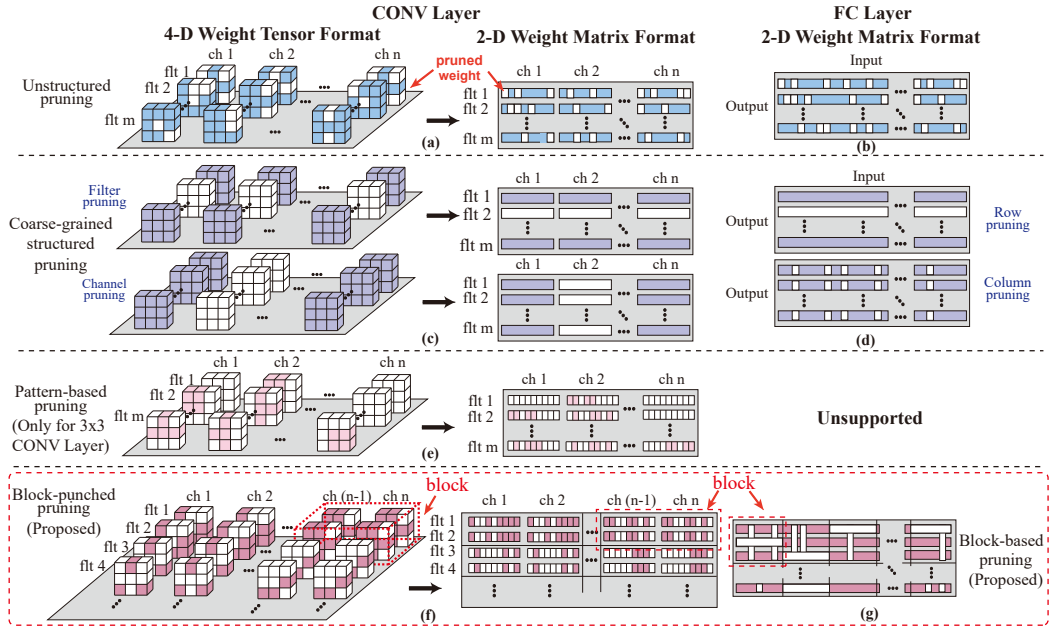 CONV Layer
FC Layer
4-D Weight Tensor Format
2-D Weight Matrix Format
2-D Weight Matrix Format
Unstructured
pruning
ch 1
ch 2
ch n
flt 1
flt 2
flt m
...
pruned
weight
(a)
ch 1
ch 2
ch n
flt 1
flt 2
flt m
...
Input
Output
...
(b)
Coarse-grained
structured
pruning
Filter
pruning
...
Channel
pruning
...
(c)
ch 1
ch 2
ch n
flt 1
flt 2
flt m
...
ch 1
ch 2
ch n
flt 1
flt 2
flt m
...
Input
Output
...
Row
pruning
Output
...
Column
pruning
(d)
Pattern-based
pruning
(Only for 3x3
CONV Layer)
ch 1
ch 2
ch n
flt 1
flt 2
flt m
...
(e)
ch 1
ch 2
ch n
flt 1
flt 2
flt m
...
Unsupported
Block-punched
pruning
(Proposed)
ch 1
ch 2
ch (n-1)
ch n
flt 1
flt 2
flt 3
flt 4
...
block
(f)
ch 1
ch 2
ch (n-1)
ch n
flt 1
flt 2
flt 3
flt 4
...
block
...
(g)
Block-based
pruning
(Proposed)